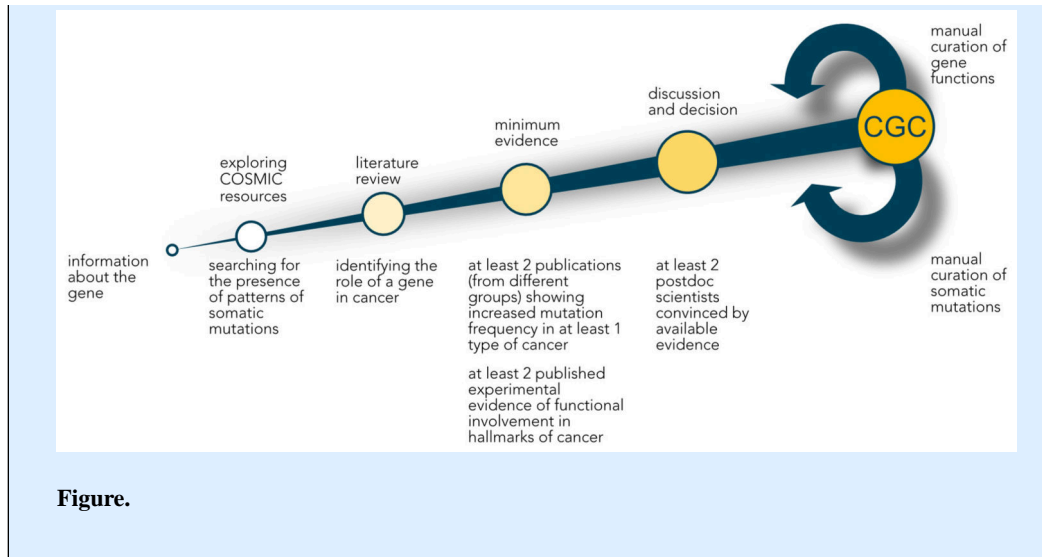 manual
curation of
gene
functions
discussion
and decision
CGC
minimum
evidence
exploring
COSMIC
resources
literature
review
information
about the
gene
searching for
the presence
of patterns of
somatic
mutations
identifying the
role of a gene
in cancer
at least 2 publications
(from different
groups) showing
increased mutation
frequency in at least 1
type of cancer
at least 2 published
experimental
evidence of functional
involvement in
hallmarks of cancer
at least 2
postdoc
scientists
convinced by
available
evidence
manual
curation of
somatic
mutations
Figure.